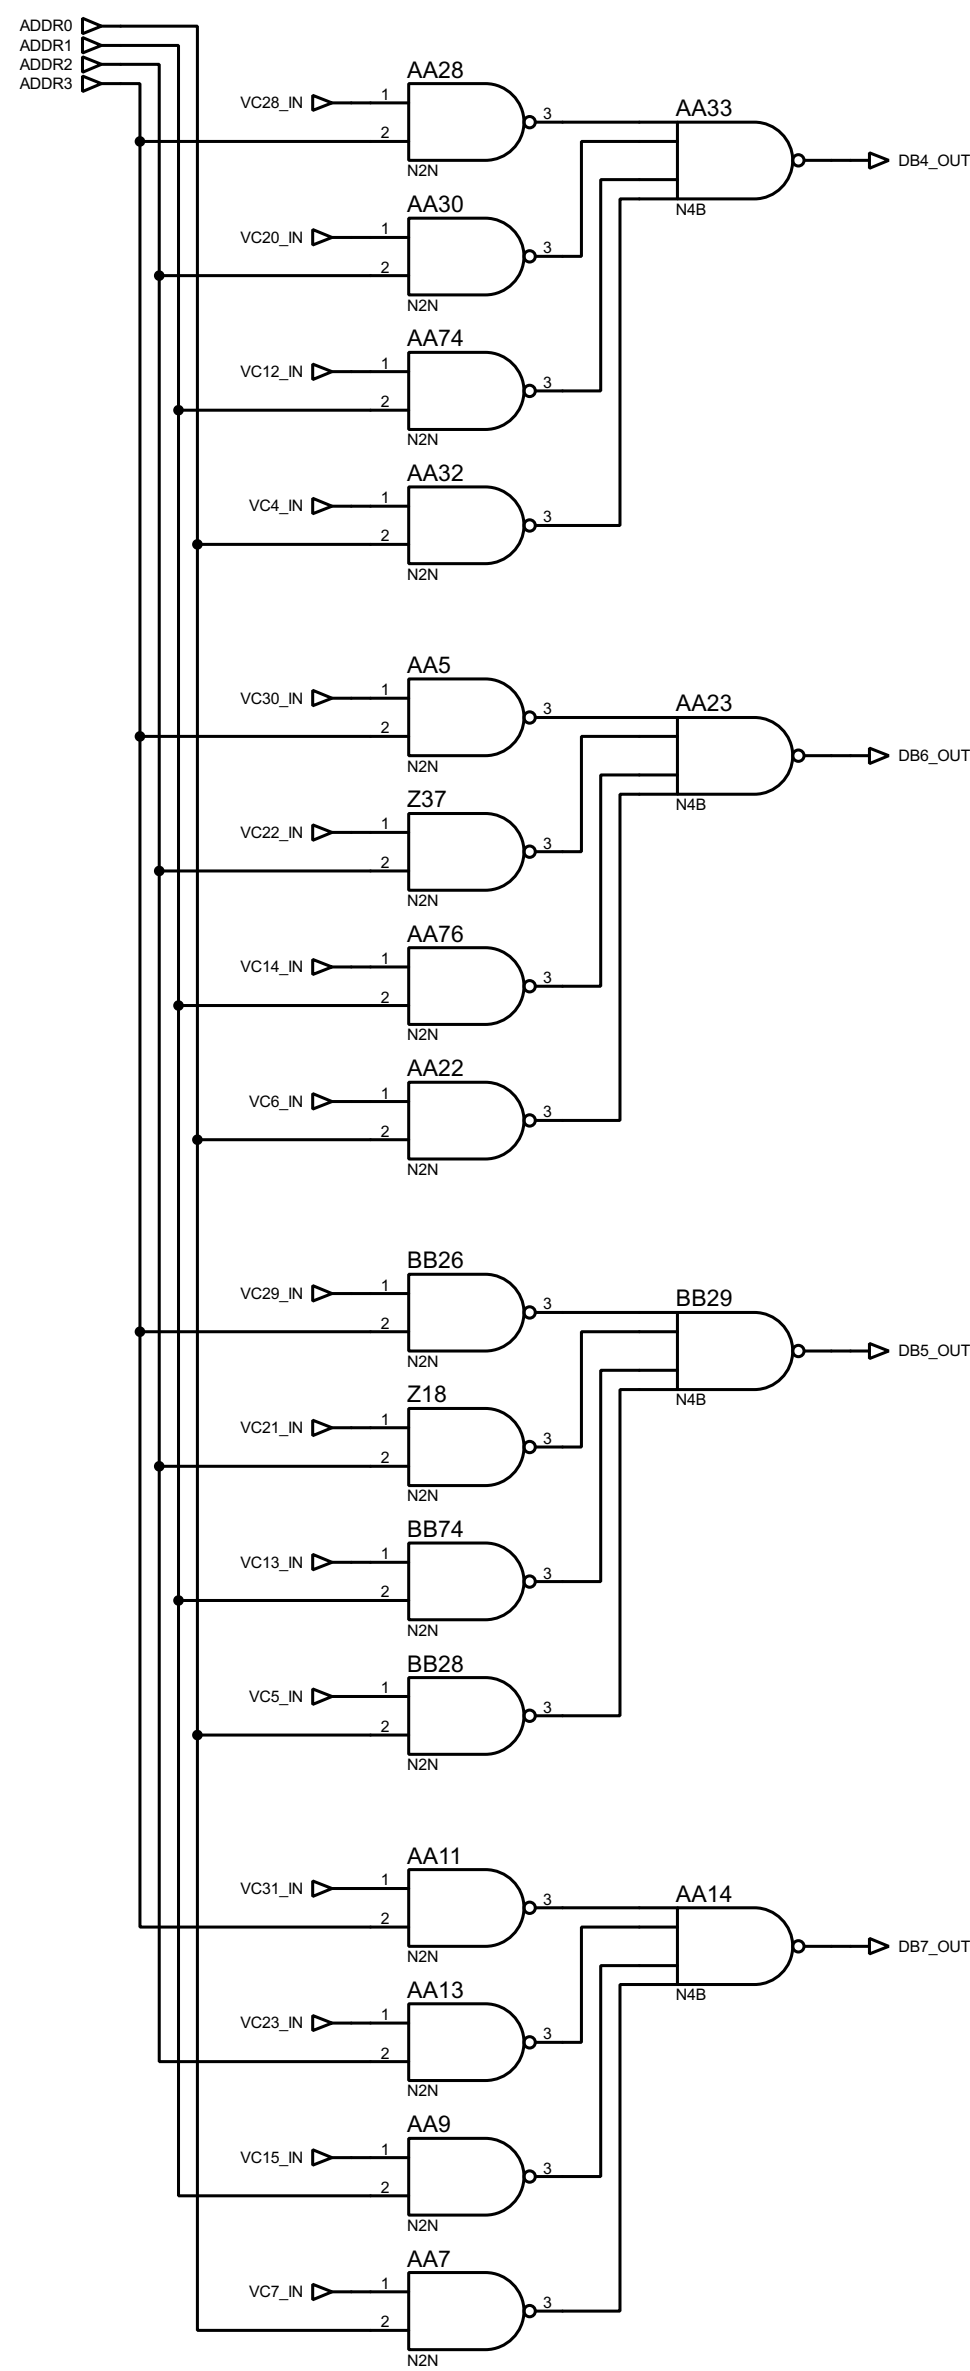 ADDR0
ADDR1
ADDR2
ADDR3
AA28
VC28_IN 1 3
2
N2N
AA33
DB4_OUT
N4B
AA30
VC20_IN 1 3
2
N2N
AA74
VC12_IN 1 3
2
N2N
AA32
VC4_IN 1 3
2
N2N
AA5
VC30_IN 1 3
2
N2N
AA23
DB6_OUT
N4B
Z37
VC22_IN 1 3
2
N2N
AA76
VC14_IN 1 3
2
N2N
AA22
VC6_IN 1 3
2
N2N
BB26
VC29_IN 1 3
2
N2N
BB29
DB5_OUT
N4B
Z18
VC21_IN 1 3
2
N2N
BB74
VC13_IN 1 3
2
N2N
BB28
VC5_IN 1 3
2
N2N
AA11
VC31_IN 1 3
2
N2N
AA14
DB7_OUT
N4B
AA13
VC23_IN 1 3
2
N2N
AA9
VC15_IN 1 3
2
N2N
AA7
VC7_IN 1 3
2
N2N